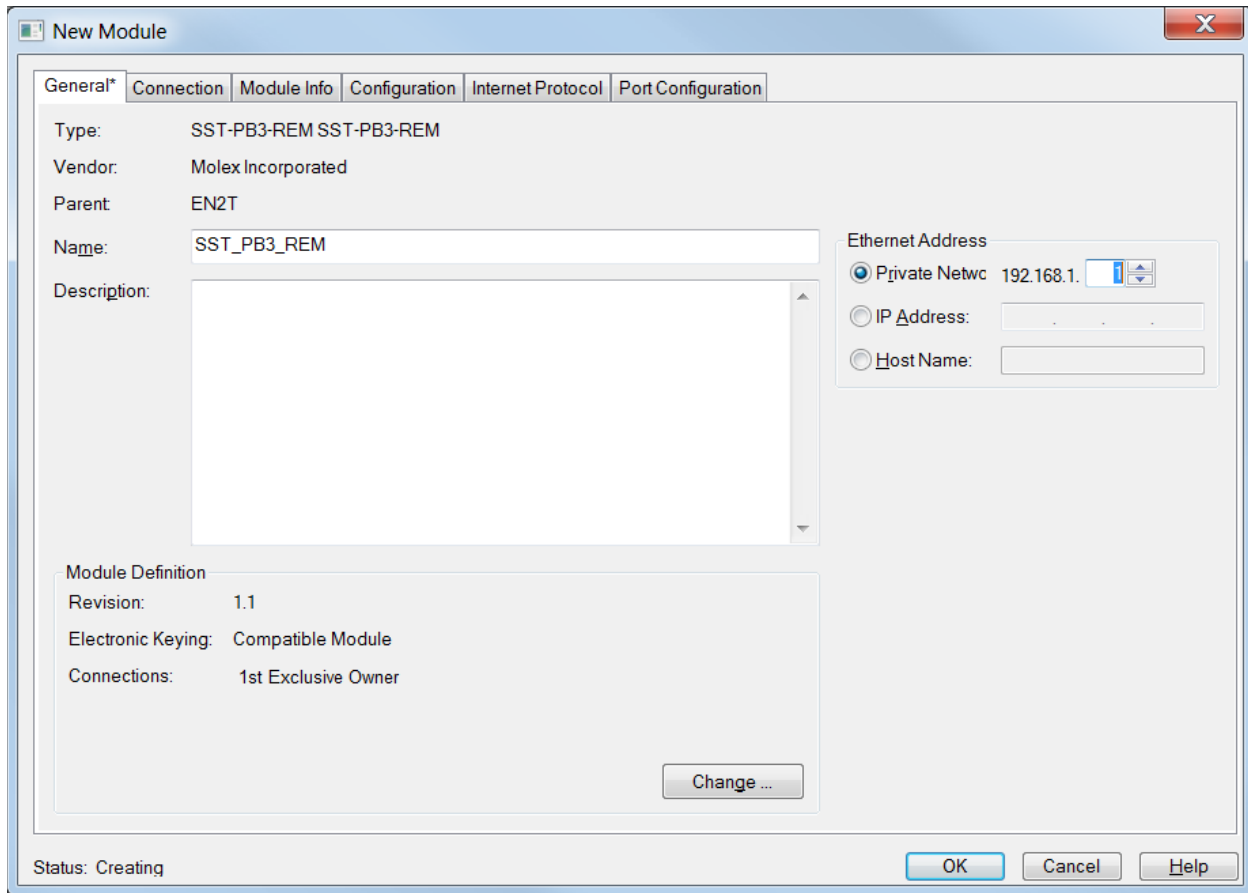 New Module
General* Connection Module Info Configuration Internet Protocol Port Configuration
Type: SST-PB3-REM SST-PB3-REM
Vendor: Molex Incorporated
Parent: EN2T
Name: SST_PB3_REM
Description:
Ethernet Address
Private Netwc 192.168.1. 1
IP Address: . . .
Host Name:
Module Definition
Revision: 1.1
Electronic Keying: Compatible Module
Connections: 1st Exclusive Owner
Change ...
Status: Creating
OK Cancel Help